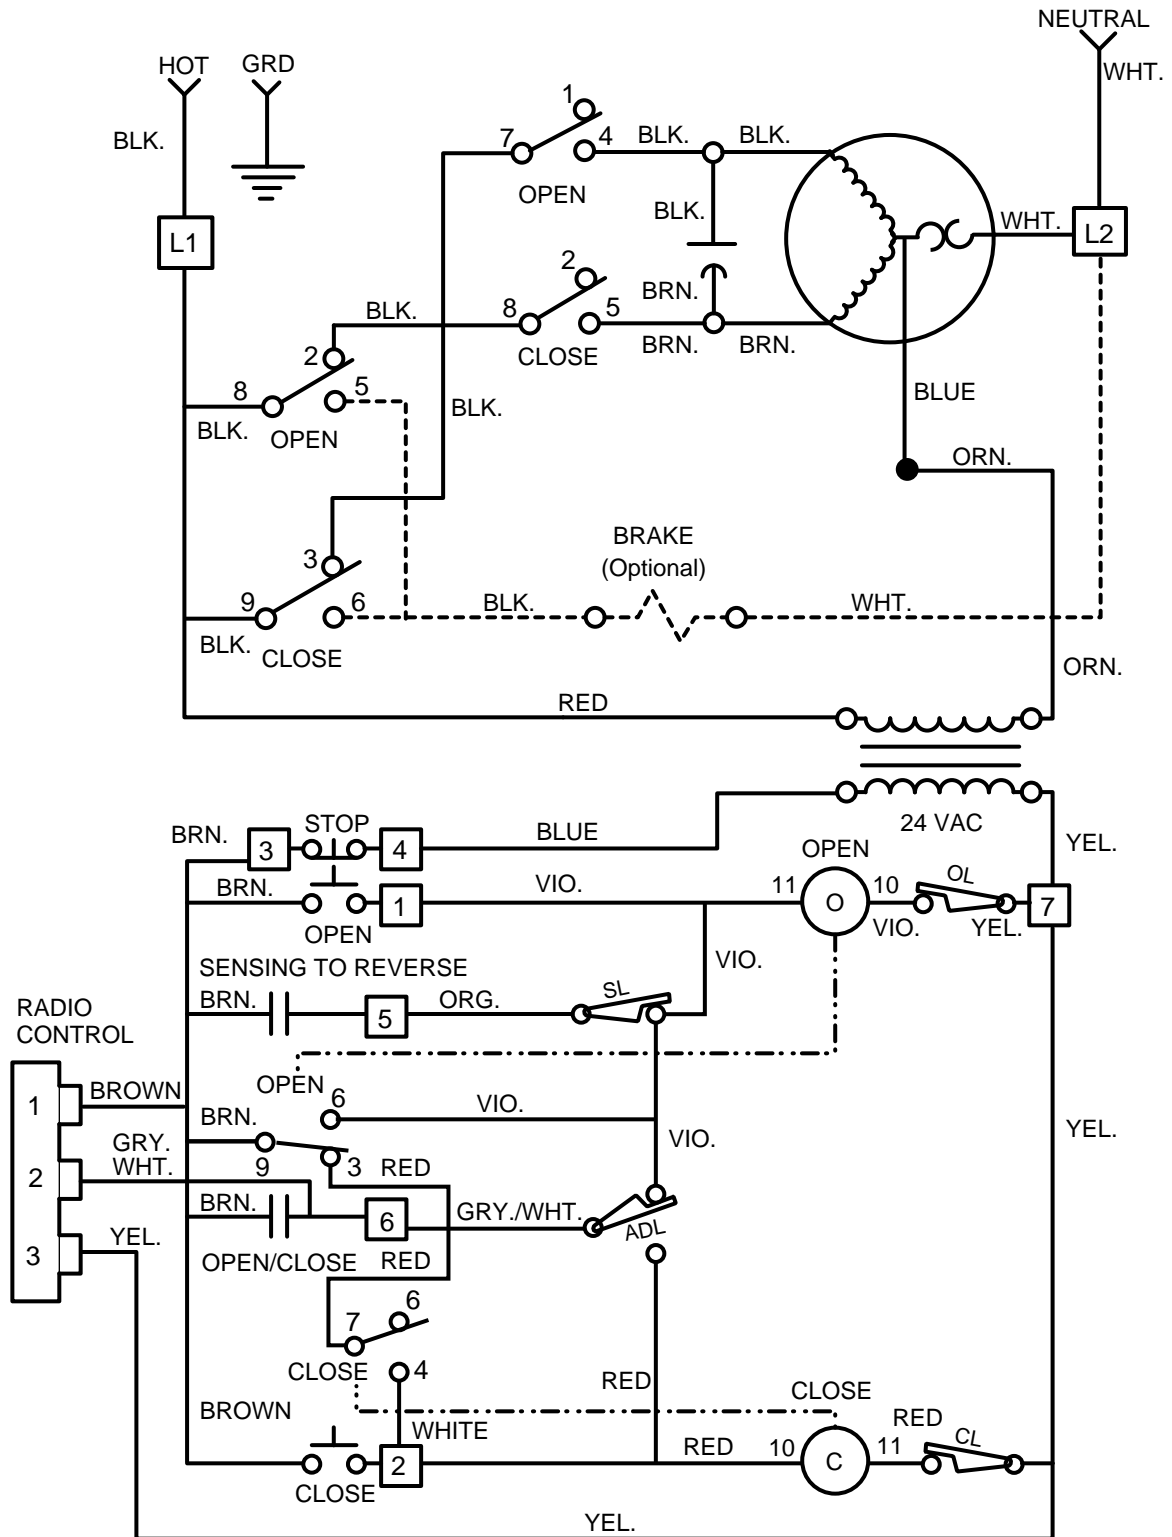 NEUTRAL
HOT GRD
WHT.
BLK.
1
7 4 BLK. BLK.
OPEN
BLK.
L1
WHT. L2
2
BRN.
BLK. 8 5
CLOSE BRN. BRN.
2
8 5
BLK. OPEN
BLK.
BLUE
ORN.
BRAKE
(Optional)
3
9 6 BLK. WHT.
BLK. CLOSE
ORN.
RED
24 VAC
BRN. 3 STOP 4 BLUE
YEL.
OPEN
BRN. 1 VIO. 11 O 10 OL 7
OPEN VIO. YEL.
VIO.
SENSING TO REVERSE
BRN. 5 ORG. SL
RADIO
CONTROL
OPEN 6 VIO.
1 BROWN
BRN.
VIO.
YEL.
GRY.
WHT.
9 3 RED
2
BRN. 6 GRY./WHT. ADL
3 YEL.
OPEN/CLOSE RED
6
7
CLOSE 4
RED
CLOSE
BROWN
WHITE
RED
2 RED 10 C 11 CL
CLOSE
YEL.